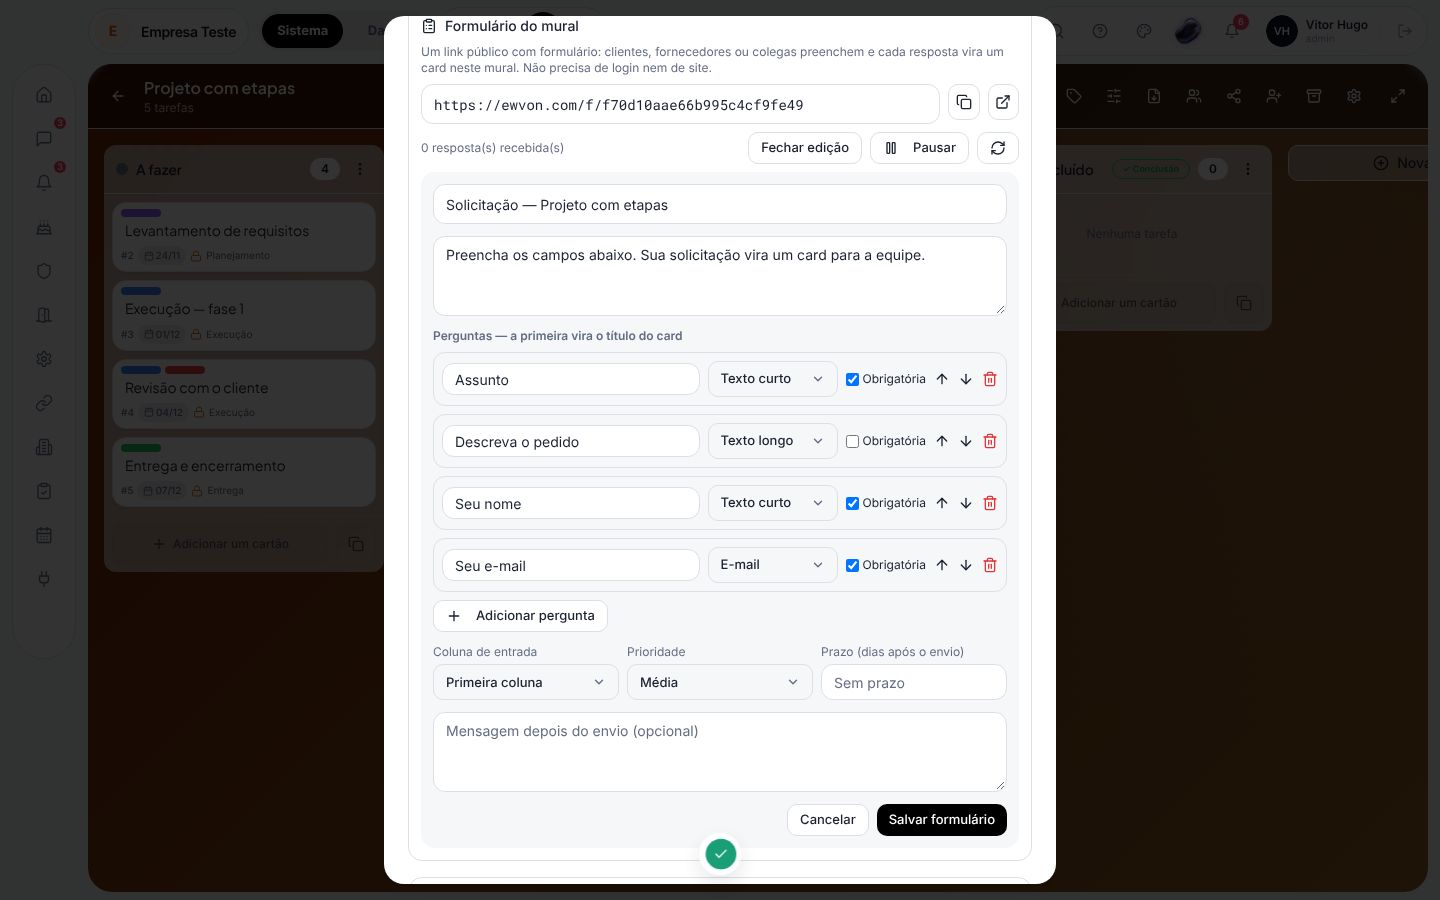 E Empresa Teste
Sistema
6
VH
Vitor Hugo
admin
Formulário do mural
Um link público com formulário: clientes, fornecedores ou colegas preenchem e cada resposta vira um
card neste mural. Não precisa de login nem de site.
https://ewvon.com/f/f70d10aae66b995c4cf9fe49
0 resposta(s) recebida(s)
Fechar edição
Pausar
Solicitação — Projeto com etapas
Preencha os campos abaixo. Sua solicitação vira um card para a equipe.
Perguntas — a primeira vira o título do card
Assunto
Texto curto
Obrigatória
Descreva o pedido
Texto longo
Obrigatória
Seu nome
Texto curto
Obrigatória
Seu e-mail
E-mail
Obrigatória
Adicionar pergunta
Coluna de entrada
Prioridade
Prazo (dias após o envio)
Primeira coluna
Média
Sem prazo
Mensagem depois do envio (opcional)
Cancelar
Salvar formulário
Projeto com etapas
5 tarefas
3
3
A fazer
4
Levantamento de requisitos
#2
24/11
Planejamento
Execução — fase 1
#3
01/12
Execução
Revisão com o cliente
#4
04/12
Execução
Entrega e encerramento
#5
07/12
Entrega
Adicionar um cartão
cluído
Conclusão
0
Nenhuma tarefa
Adicionar um cartão
Nova